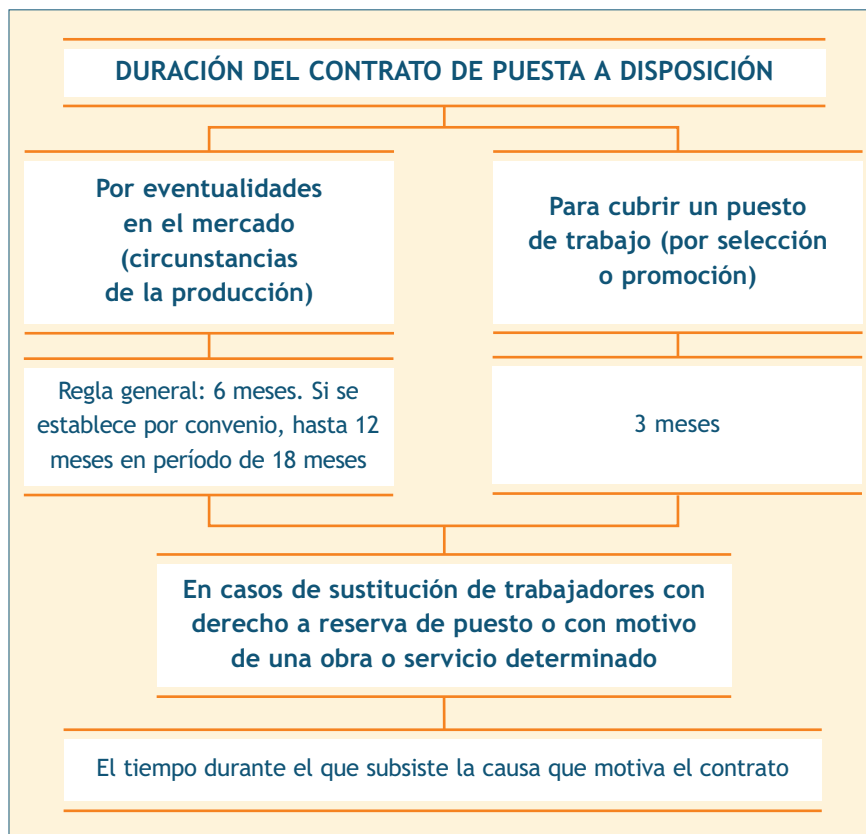 DURACIÓN DEL CONTRATO DE PUESTA A DISPOSICIÓN
Por eventualidades
en el mercado
(circunstancias
de la producción)
Para cubrir un puesto
de trabajo (por selección
o promoción)
Regla general: 6 meses. Si se
establece por convenio, hasta 12
meses en período de 18 meses
3 meses
En casos de sustitución de trabajadores con
derecho a reserva de puesto o con motivo
de una obra o servicio determinado
El tiempo durante el que subsiste la causa que motiva el contrato